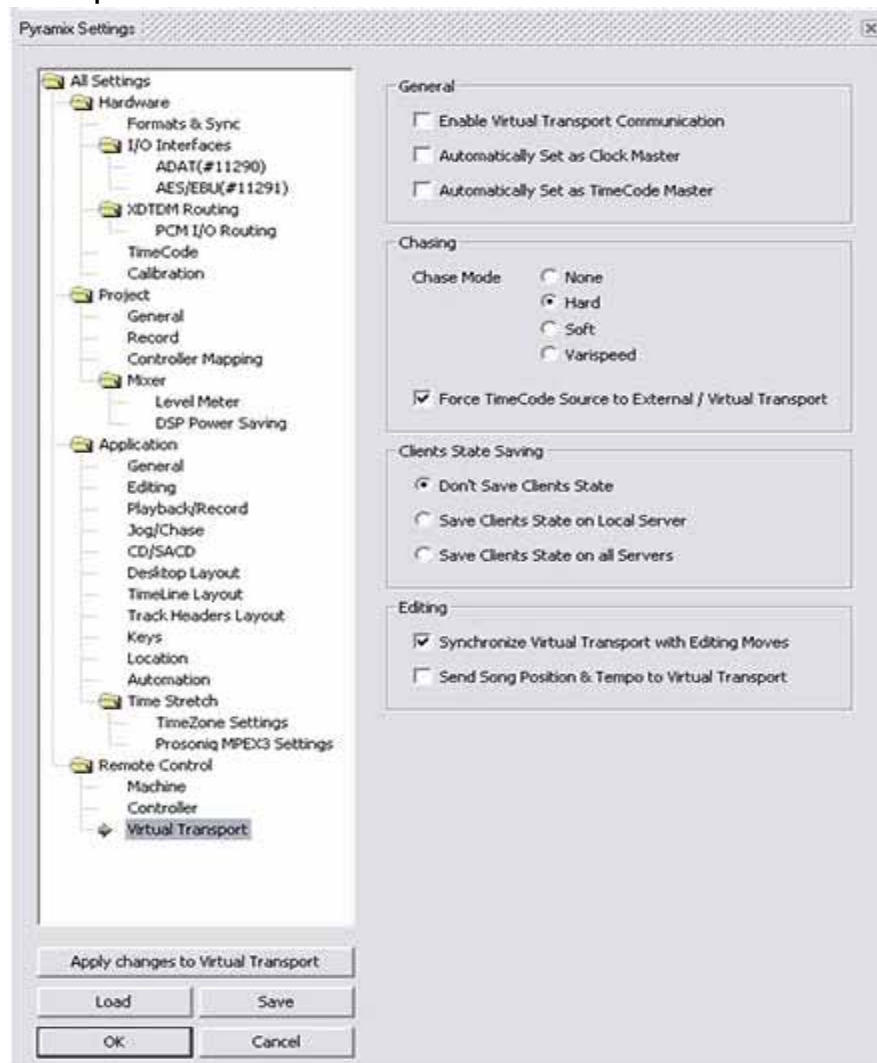 Pyramix Settings
All Settings
Hardware
Formats & Sync
I/O Interfaces
ADAT(#11290)
AES/EBU(#11291)
XDTDM Routing
PCM I/O Routing
TimeCode
Calibration
Project
General
Record
Controller Mapping
Mixer
Level Meter
DSP Power Saving
Application
General
Editing
Playback/Record
Jog/Chase
CD/SACD
Desktop Layout
TimeLine Layout
Track Headers Layout
Keys
Location
Automation
Time Stretch
TimeZone Settings
Prosoniq MPEX3 Settings
Remote Control
Machine
Controller
Virtual Transport
Apply changes to Virtual Transport
Load
Save
OK
Cancel
General
Enable Virtual Transport Communication
Automatically Set as Clock Master
Automatically Set as TimeCode Master
Chasing
Chase Mode
None
Hard
Soft
Varispeed
Force TimeCode Source to External / Virtual Transport
Clients State Saving
Don't Save Clients State
Save Clients State on Local Server
Save Clients State on all Servers
Editing
Synchronize Virtual Transport with Editing Moves
Send Song Position & Tempo to Virtual Transport